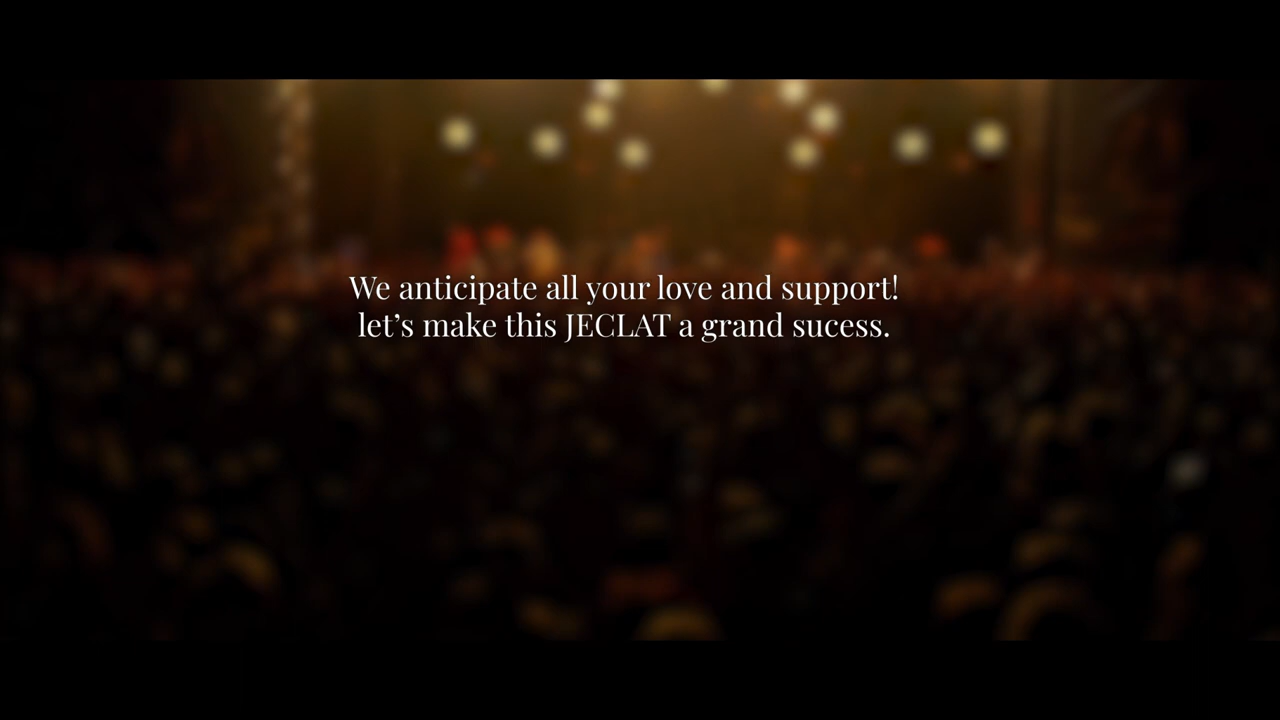 We anticipate all your love and support!
let’s make this JECLAT a grand sucess.